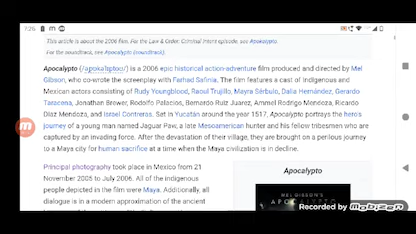 7:26
This article is about the 2006 film. For the Law & Order: Criminal Intent episode, see Apokalypto.
For the soundtrack, see Apocalypto (soundtrack).
Apocalypto (/əˌpɒkəˈlɪptoʊ/) is a 2006 epic historical action-adventure film produced and directed by Mel
Gibson, who co-wrote the screenplay with Farhad Safinia. The film features a cast of Indigenous and
Mexican actors consisting of Rudy Youngblood, Raoul Trujillo, Mayra Sérbulo, Dalia Hernández, Gerardo
Taracena, Jonathan Brewer, Rodolfo Palacios, Bernardo Ruiz Juarez, Ammel Rodrigo Mendoza, Ricardo
Diaz Mendoza, and Israel Contreras. Set in Yucatán around the year 1517, Apocalypto portrays the hero's
journey of a young man named Jaguar Paw, a late Mesoamerican hunter and his fellow tribesmen who are
captured by an invading force. After the devastation of their village, they are brought on a perilous journey
to a Maya city for human sacrifice at a time when the Maya civilization is in decline.
Principal photography took place in Mexico from 21
November 2005 to July 2006. All of the indigenous
people depicted in the film were Maya. Additionally, all
dialogue is in a modern approximation of the ancient
Apocalypto
MEL GIBSON'S
APOCALYPTO
Recorded by Mobizen